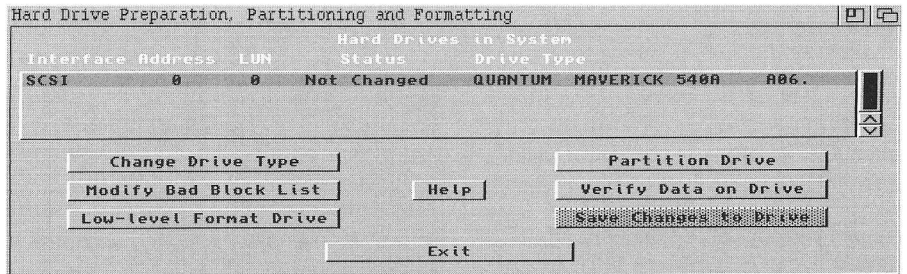 Hard Drive Preparation, Partitioning and Formatting
Hard Drives in System
Interface Address LUN Status Drive Type
SCSI 0 0 Not Changed QUANTUM MAVERICK 540A A06.
Change Drive Type
Partition Drive
Modify Bad Block List
Help
Verify Data on Drive
Low-level Format Drive
Save Changes to Drive
Exit